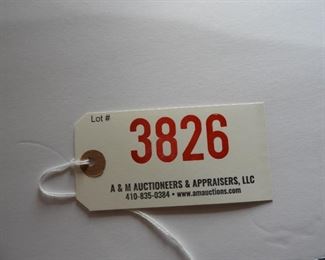 Lot #
3826
A & M AUCTIONEERS & APPRAISERS, LLC
410-835-0384 • www.amauctions.com